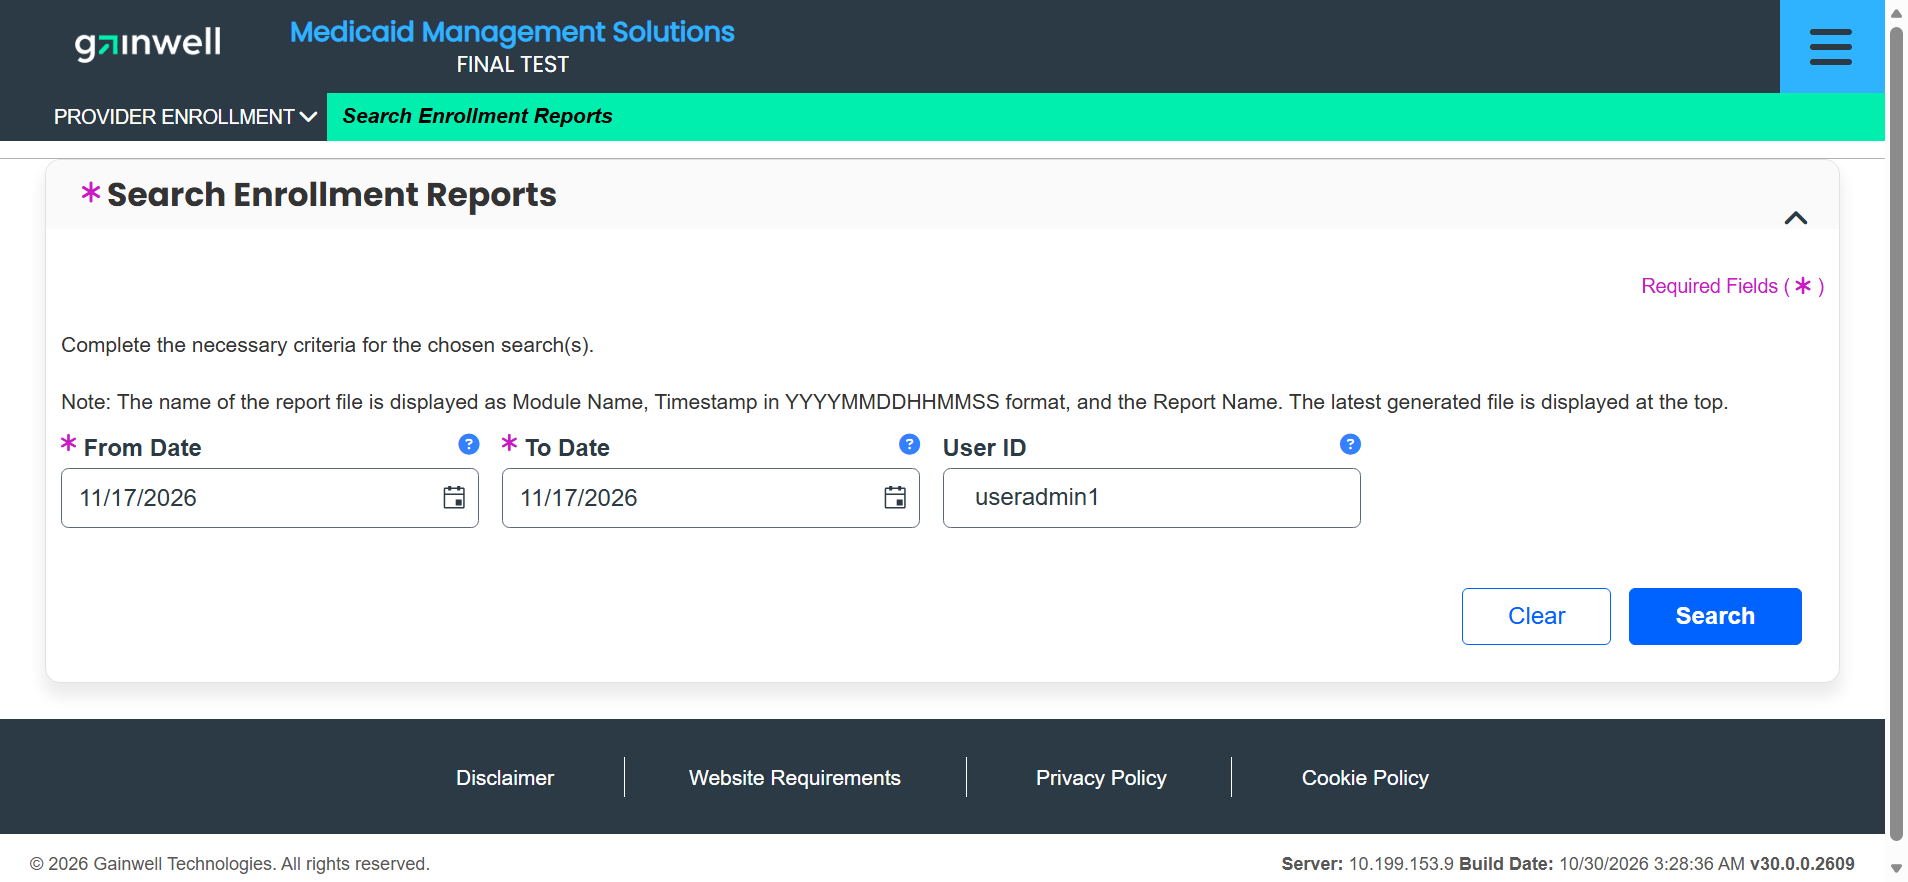 gainwell
Medicaid Management Solutions
FINAL TEST
PROVIDER ENROLLMENT
Search Enrollment Reports
* Search Enrollment Reports
Required Fields ( * )
Complete the necessary criteria for the chosen search(s).
Note: The name of the report file is displayed as Module Name, Timestamp in YYYYMMDDHHMMSS format, and the Report Name. The latest generated file is displayed at the top.
* From Date ? * To Date ? User ID ?
11/17/2026 11/17/2026 useradmin1
Clear Search
Disclaimer Website Requirements Privacy Policy Cookie Policy
© 2026 Gainwell Technologies. All rights reserved. Server: 10.199.153.9 Build Date: 10/30/2026 3:28:36 AM v30.0.0.2609